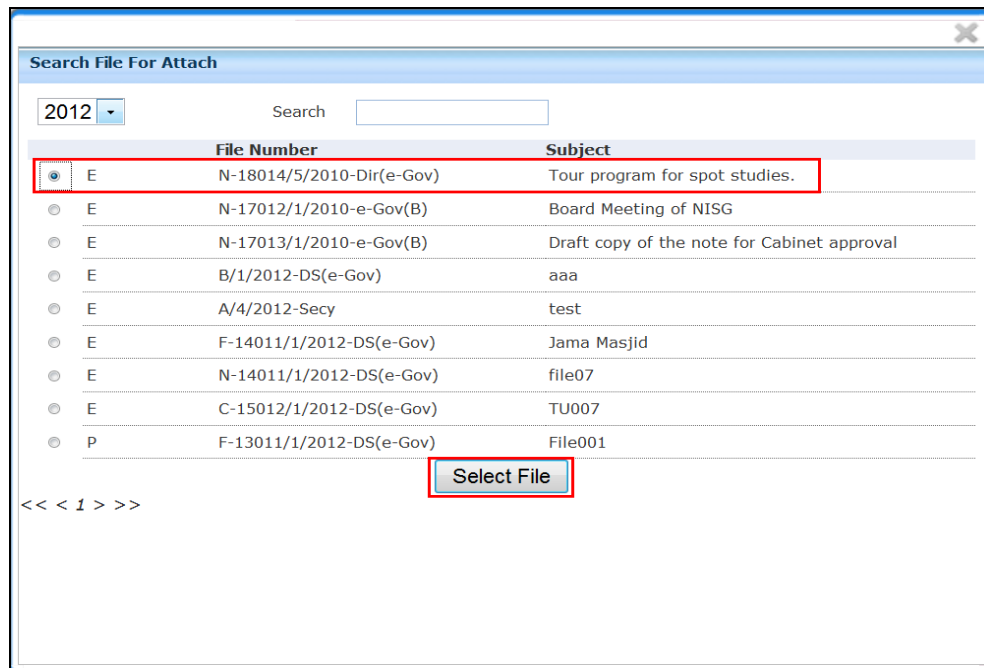 Search File For Attach
2012 Search
File Number Subject
E N-18014/5/2010-Dir(e-Gov) Tour program for spot studies.
E N-17012/1/2010-e-Gov(B) Board Meeting of NISG
E N-17013/1/2010-e-Gov(B) Draft copy of the note for Cabinet approval
E B/1/2012-DS(e-Gov) aaa
E A/4/2012-Secy test
E F-14011/1/2012-DS(e-Gov) Jama Masjid
E N-14011/1/2012-DS(e-Gov) file07
E C-15012/1/2012-DS(e-Gov) TU007
P F-13011/1/2012-DS(e-Gov) File001
Select File
<< < 1 > >>